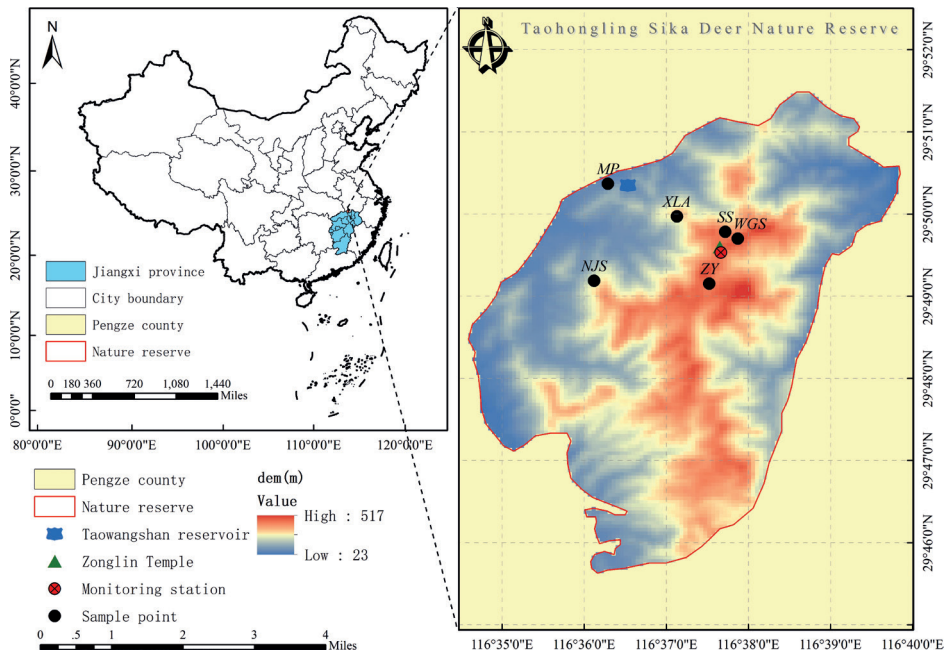 N
40°0'0"N
30°0'0"N
20°0'0"N
10°0'0"N
0°0'0"
Jiangxi province
City boundary
Pengze county
Nature reserve
0 180 360 720 1,080 1,440
Miles
80°0'0"E 90°0'0"E 100°0'0"E 110°0'0"E 120°0'0"E
Pengze county
Nature reserve
Taowangshan reservoir
Zonglin Temple
Monitoring station
Sample point
dem(m)
Value
High : 517
Low : 23
0 .5 1 2 3 4
Miles
N
Taohongling Sika Deer Nature Reserve
MP
XLA
SS
WGS
NJS
ZY
29°52'0"N
29°51'0"N
29°50'0"N
29°49'0"N
29°48'0"N
29°47'0"N
29°46'0"N
116°35'0"E 116°36'0"E 116°37'0"E 116°38'0"E 116°39'0"E 116°40'0"E